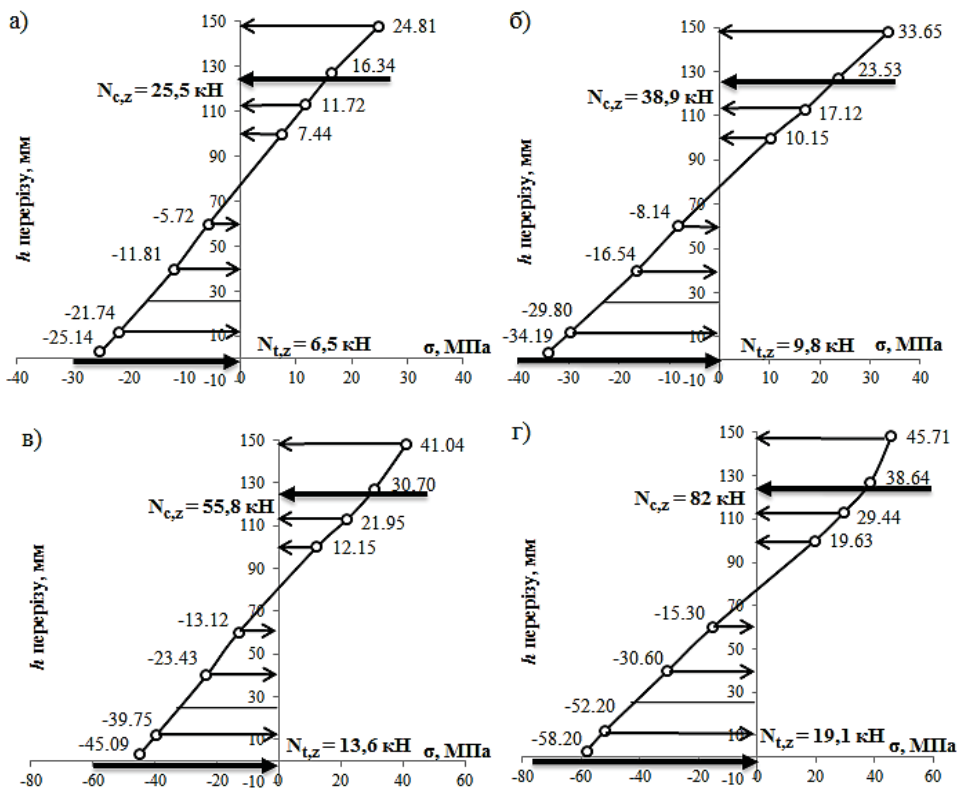 а)
h перерізу, мм
150
130
110
90
70
50
30
10
-10
24.81
16.34
N_c,z = 25,5 кН
11.72
7.44
-5.72
-11.81
-21.74
-25.14
N_t,z = 6,5 кН
σ, МПа
-40 -30 -20 -10 0 10 20 30 40
б)
h перерізу, мм
150
130
110
90
70
50
30
10
-10
33.65
23.53
N_c,z = 38,9 кН
17.12
10.15
-8.14
-16.54
-29.80
-34.19
N_t,z = 9,8 кН
σ, МПа
-40 -30 -20 -10 0 10 20 30 40
в)
h перерізу, мм
150
130
110
90
70
50
30
10
-10
41.04
30.70
N_c,z = 55,8 кН
21.95
12.15
-13.12
-23.43
-39.75
-45.09
N_t,z = 13,6 кН
σ, МПа
-80 -60 -40 -20 0 20 40 60
г)
h перерізу, мм
150
130
110
90
70
50
30
10
-10
45.71
38.64
N_c,z = 82 кН
29.44
19.63
-15.30
-30.60
-52.20
-58.20
N_t,z = 19,1 кН
σ, МПа
-80 -60 -40 -20 0 20 40 60